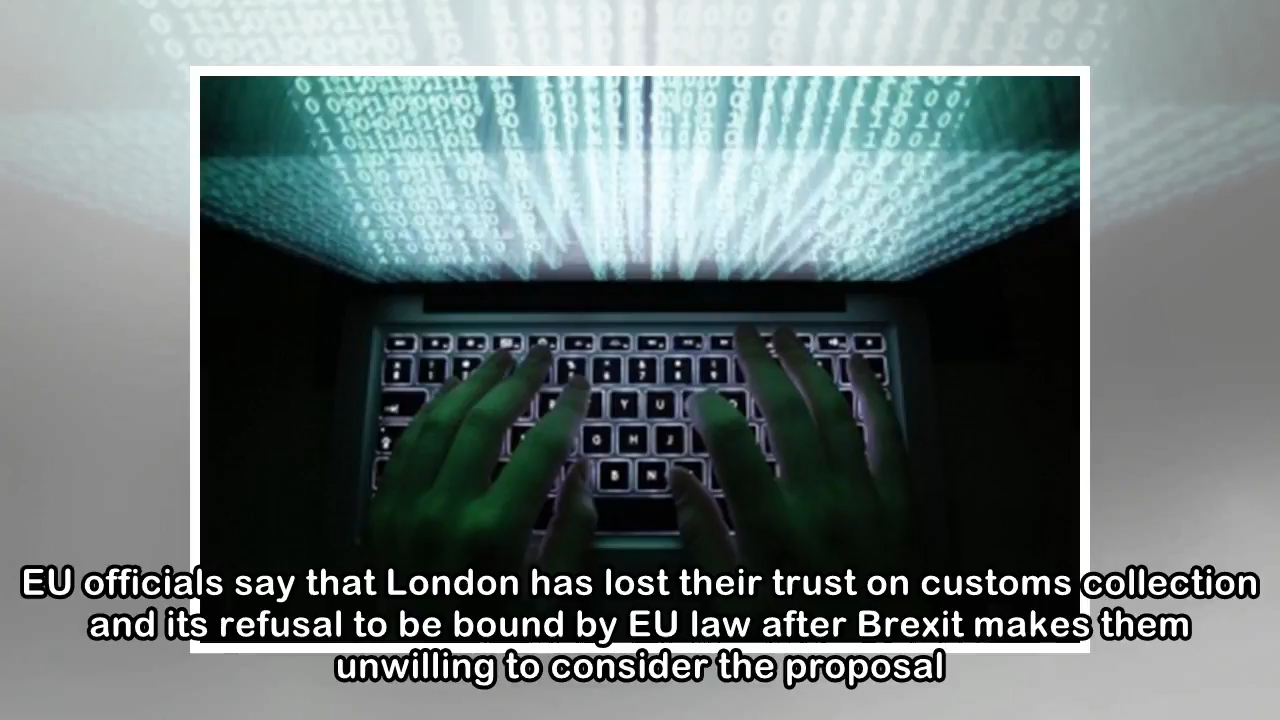 EU officials say that London has lost their trust on customs collection
and its refusal to be bound by EU law after Brexit makes them
unwilling to consider the proposal